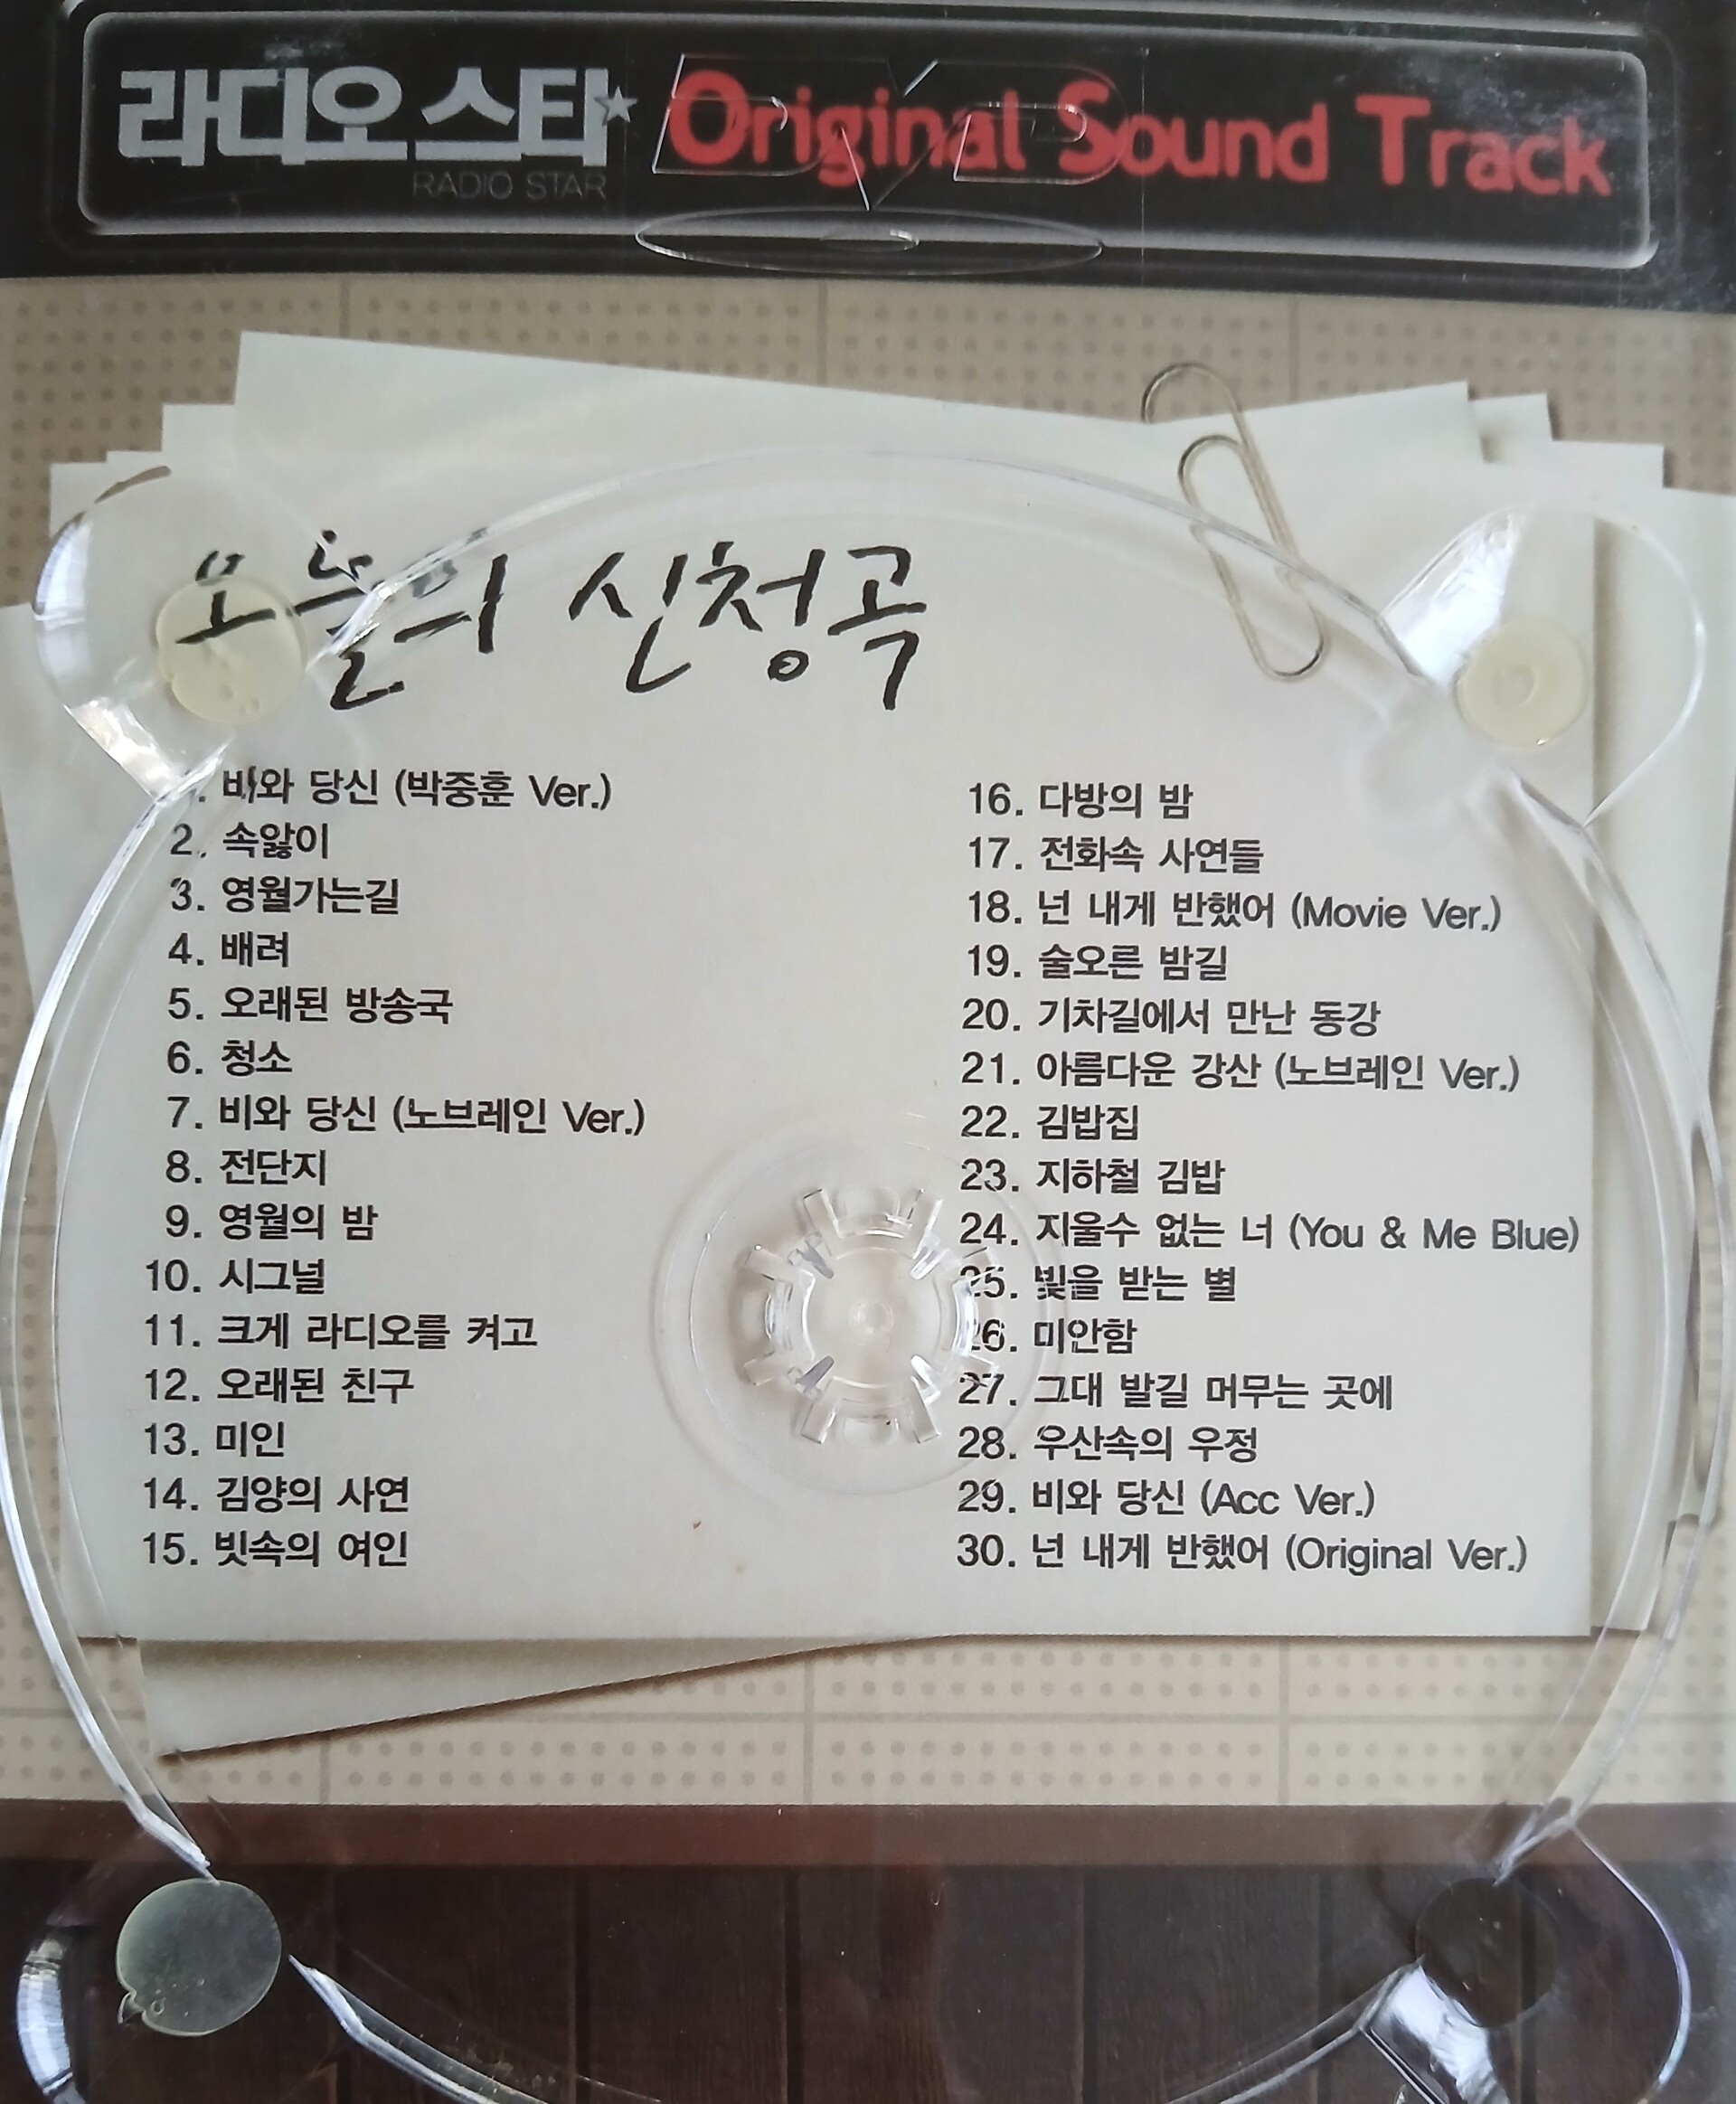 라디오 스타 Original Sound Track
RADIO STAR
DVD
오늘의 신청곡
1. 비와 당신 (박중훈 Ver.)
2. 속앓이
3. 영월가는길
4. 배려
5. 오래된 방송국
6. 청소
7. 비와 당신 (노브레인 Ver.)
8. 전단지
9. 영월의 밤
10. 시그널
11. 크게 라디오를 켜고
12. 오래된 친구
13. 미인
14. 김양의 사연
15. 빗속의 여인
16. 다방의 밤
17. 전화속 사연들
18. 넌 내게 반했어 (Movie Ver.)
19. 술오른 밤길
20. 기차길에서 만난 동강
21. 아름다운 강산 (노브레인 Ver.)
22. 김밥집
23. 지하철 김밥
24. 지울수 없는 너 (You & Me Blue)
25. 빛을 받는 별
26. 미안함
27. 그대 발길 머무는 곳에
28. 우산속의 우정
29. 비와 당신 (Acc Ver.)
30. 넌 내게 반했어 (Original Ver.)